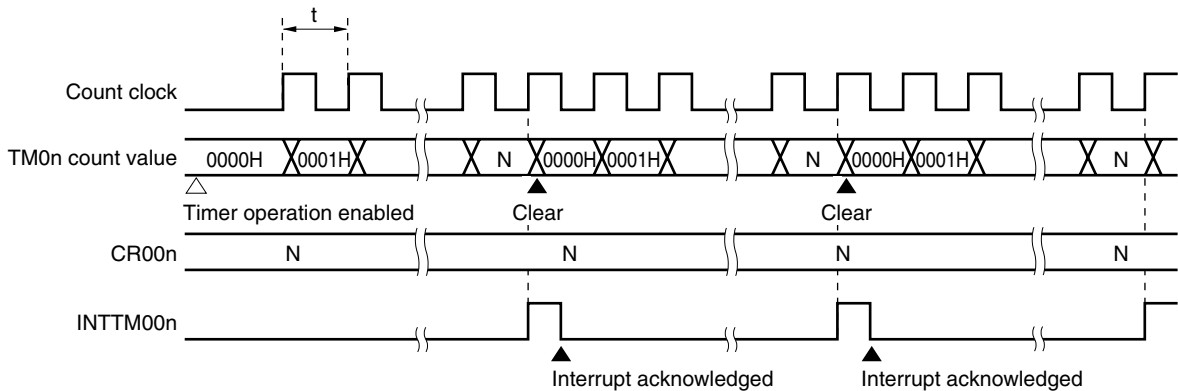 t
Count clock
TM0n count value 0000H 0001H N 0000H 0001H N 0000H 0001H N
Timer operation enabled Clear Clear
CR00n N N N N
INTTM00n
Interrupt acknowledged Interrupt acknowledged